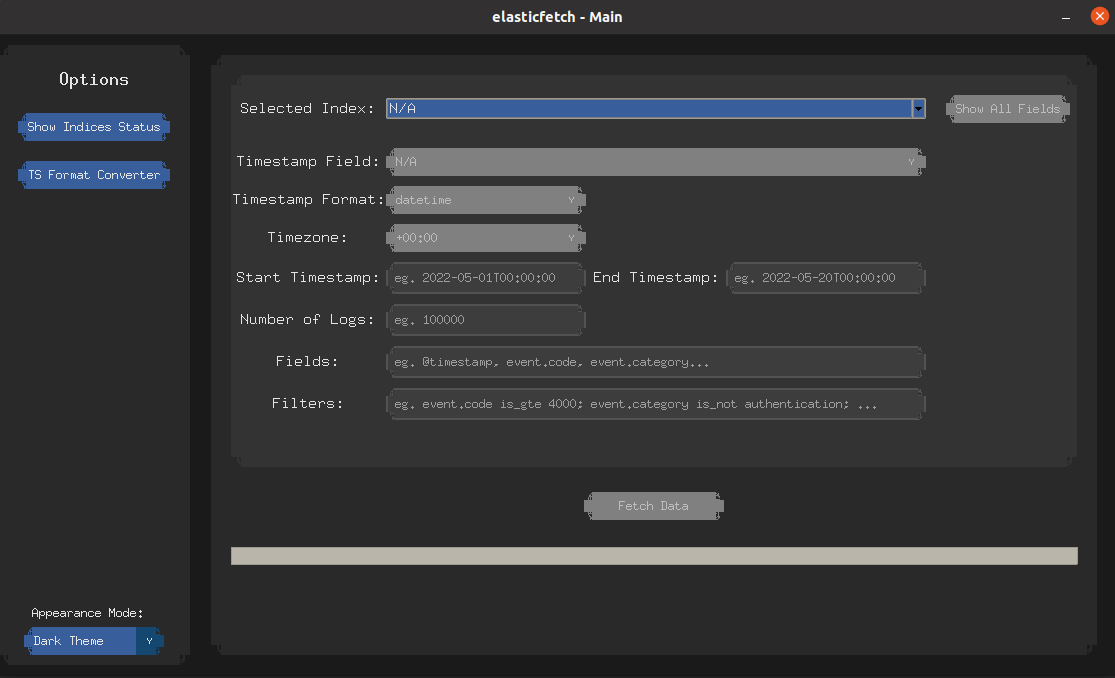 elasticfetch - Main
Options
Show Indices Status
TS Format Converter
Appearance Mode:
Dark Theme
Selected Index: N/A Show All Fields
Timestamp Field: N/A
Timestamp Format: datetime
Timezone: +00:00
Start Timestamp: eg. 2022-05-01T00:00:00 End Timestamp: eg. 2022-05-20T00:00:00
Number of Logs: eg. 100000
Fields: eg. @timestamp, event.code, event.category...
Filters: eg. event.code is_gte 4000; event.category is_not authentication; ...
Fetch Data